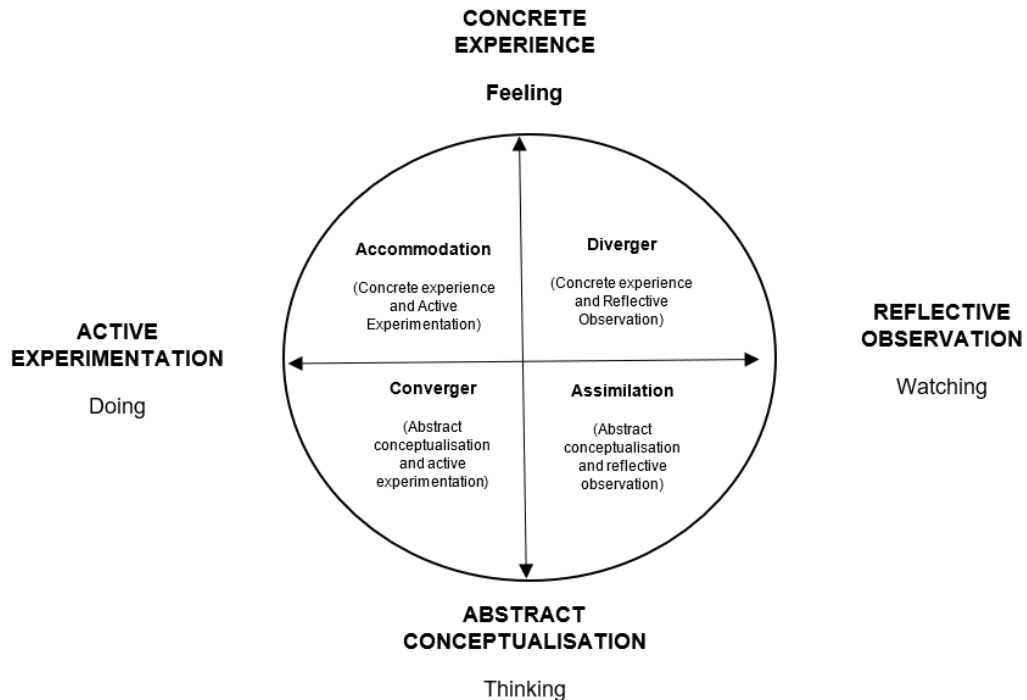 CONCRETE
EXPERIENCE
Feeling
Accommodation
(Concrete experience
and Active
Experimentation)
Diverger
(Concrete experience
and Reflective
Observation)
ACTIVE
EXPERIMENTATION
Doing
REFLECTIVE
OBSERVATION
Watching
Converger
(Abstract
conceptualisation
and active
experimentation)
Assimilation
(Abstract
conceptualisation
and reflective
observation)
ABSTRACT
CONCEPTUALISATION
Thinking